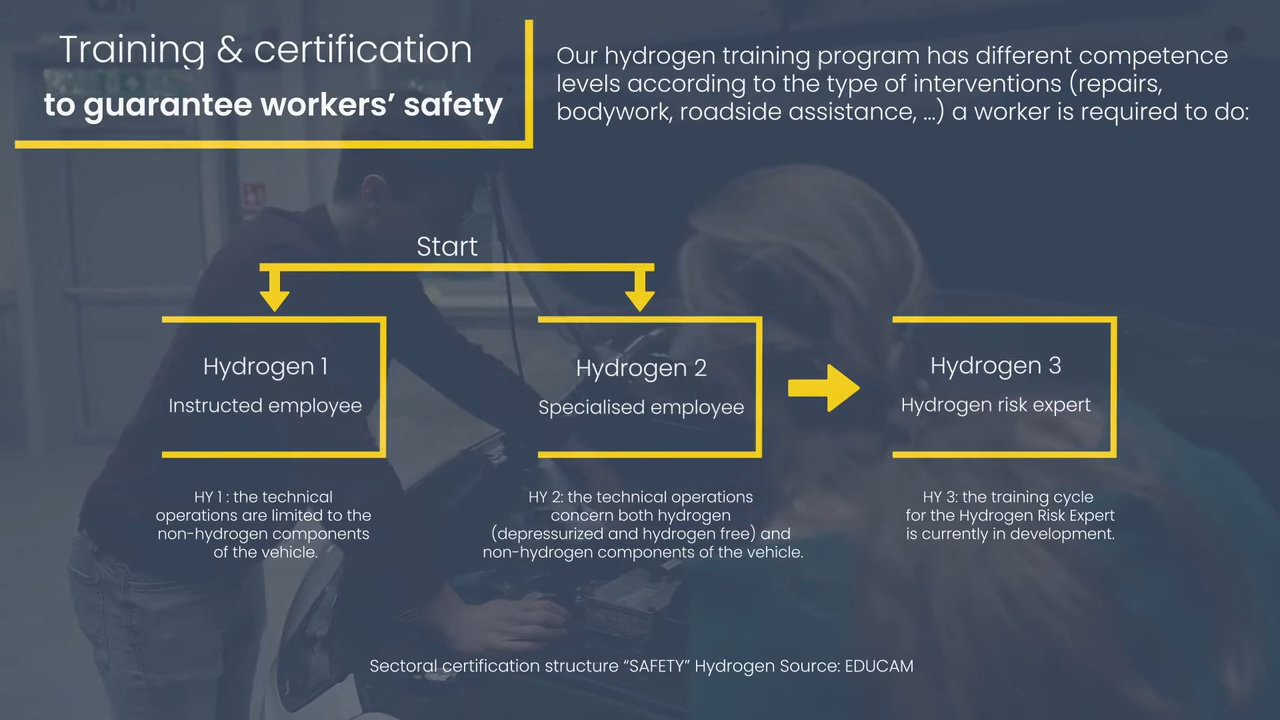 Training & certification
to guarantee workers’ safety
Our hydrogen training program has different competence
levels according to the type of interventions (repairs,
bodywork, roadside assistance, ...) a worker is required to do:
Start
Hydrogen 1
Instructed employee
Hydrogen 2
Specialised employee
Hydrogen 3
Hydrogen risk expert
HY 1 : the technical
operations are limited to the
non-hydrogen components
of the vehicle.
HY 2: the technical operations
concern both hydrogen
(depressurized and hydrogen free) and
non-hydrogen components of the vehicle.
HY 3: the training cycle
for the Hydrogen Risk Expert
is currently in development.
Sectoral certification structure “SAFETY” Hydrogen Source: EDUCAM